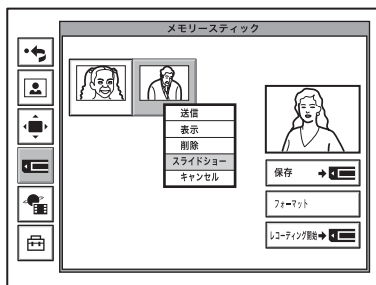 メモリースティック
送信
表示
削除
スライドショー
キャンセル
保存
フォーマット
レコーディング開始